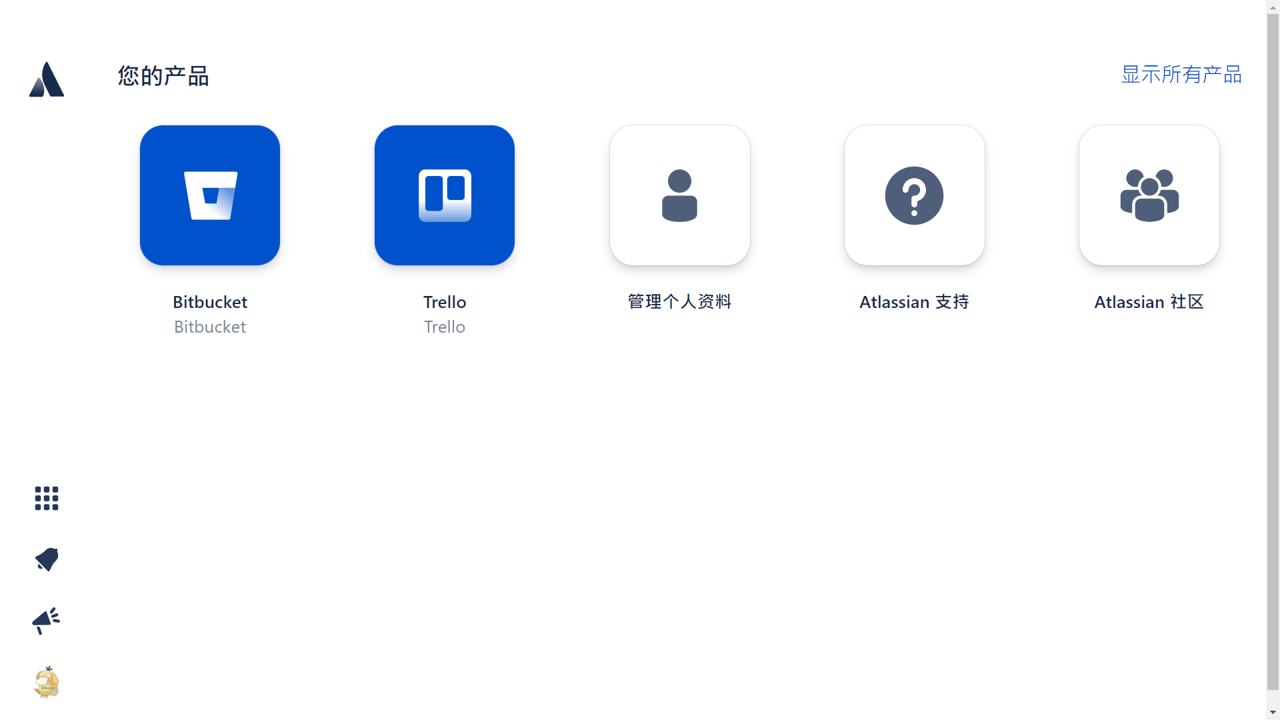 您的产品
显示所有产品
Bitbucket
Bitbucket
Trello
Trello
管理个人资料
Atlassian 支持
Atlassian 社区